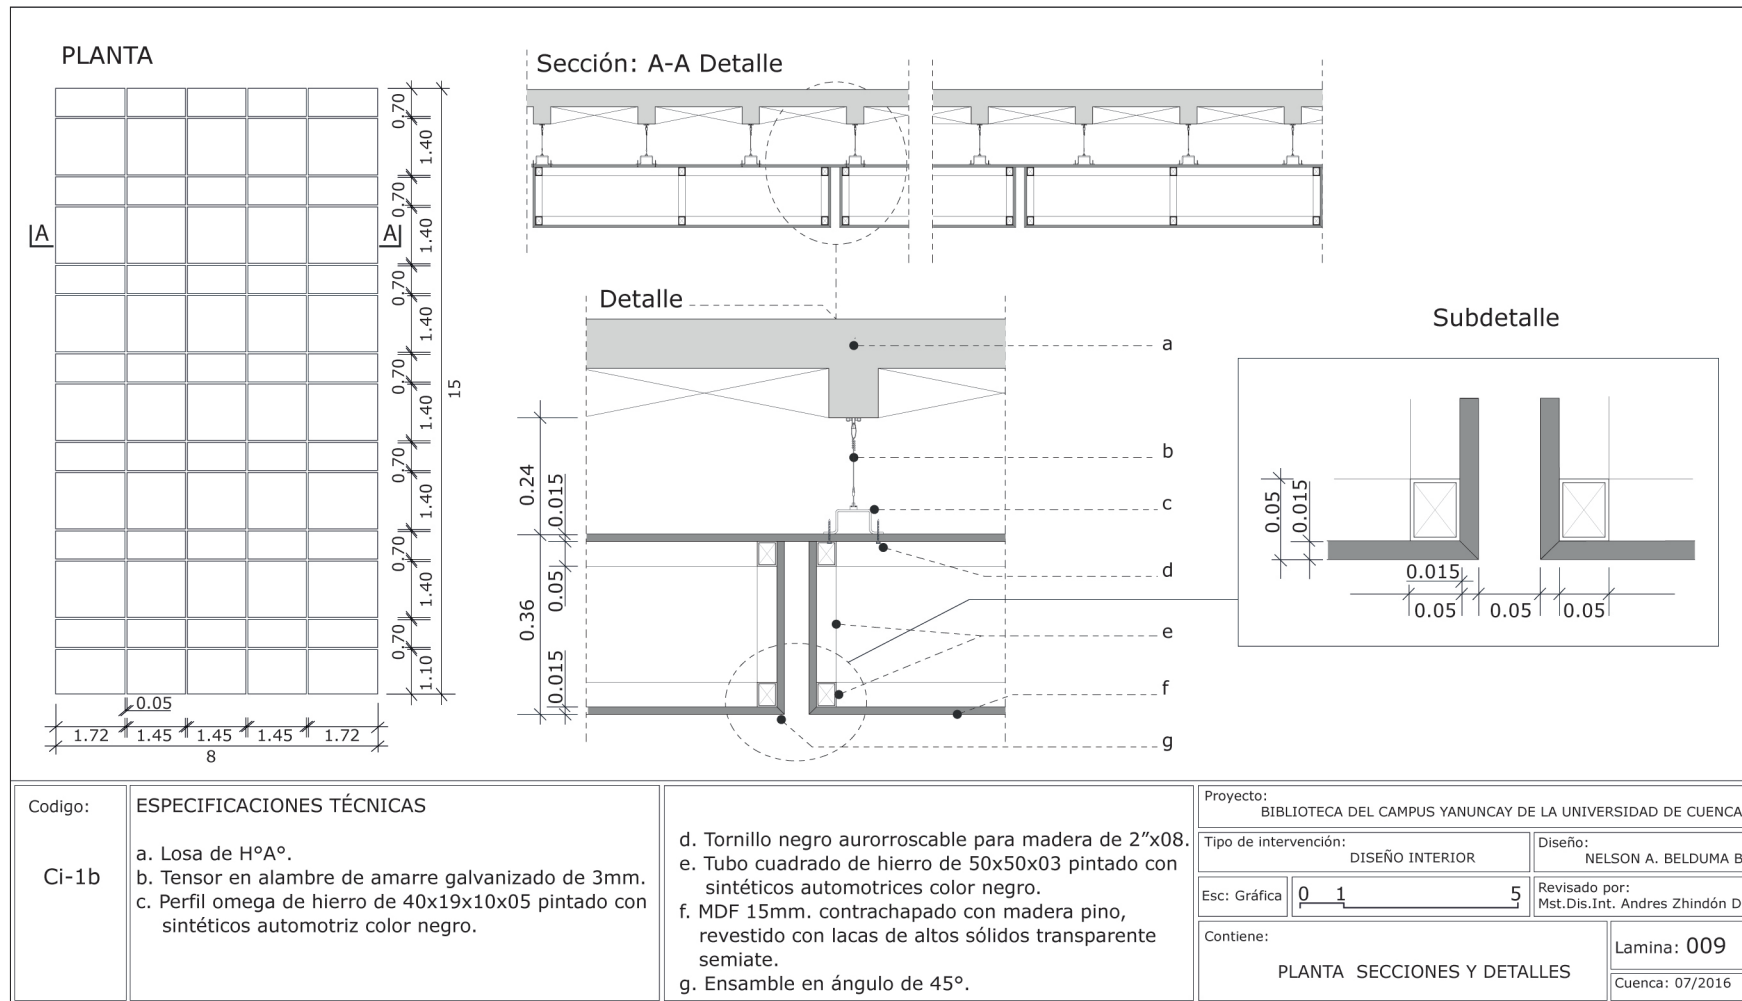 PLANTA
0.70
1.40
0.70
1.40
0.70
1.40
0.70
1.40
0.70
1.40
0.70
1.40
0.70
1.10
15
A
A
0.05
1.72
1.45
1.45
1.45
1.72
8
Sección: A-A Detalle
Detalle
0.24
0.015
0.05
0.36
0.015
a
b
c
d
e
f
g
Subdetalle
0.05
0.015
0.015
0.05
0.05
0.05
Codigo:
Ci-1b
ESPECIFICACIONES TÉCNICAS
a. Losa de HºAº.
b. Tensor en alambre de amarre galvanizado de 3mm.
c. Perfil omega de hierro de 40x19x10x05 pintado con
sintéticos automotriz color negro.
d. Tornillo negro aurorroscable para madera de 2”x08.
e. Tubo cuadrado de hierro de 50x50x03 pintado con
sintéticos automotrices color negro.
f. MDF 15mm. contrachapado con madera pino,
revestido con lacas de altos sólidos transparente
semiate.
g. Ensamble en ángulo de 45°.
Proyecto:
BIBLIOTECA DEL CAMPUS YANUNCAY DE LA UNIVERSIDAD DE CUENCA
Tipo de intervención:
DISEÑO INTERIOR
Diseño:
NELSON A. BELDUMA B
Esc: Gráfica
0 1 5
Revisado por:
Mst.Dis.Int. Andres Zhindón D
Contiene:
PLANTA SECCIONES Y DETALLES
Lamina: 009
Cuenca: 07/2016